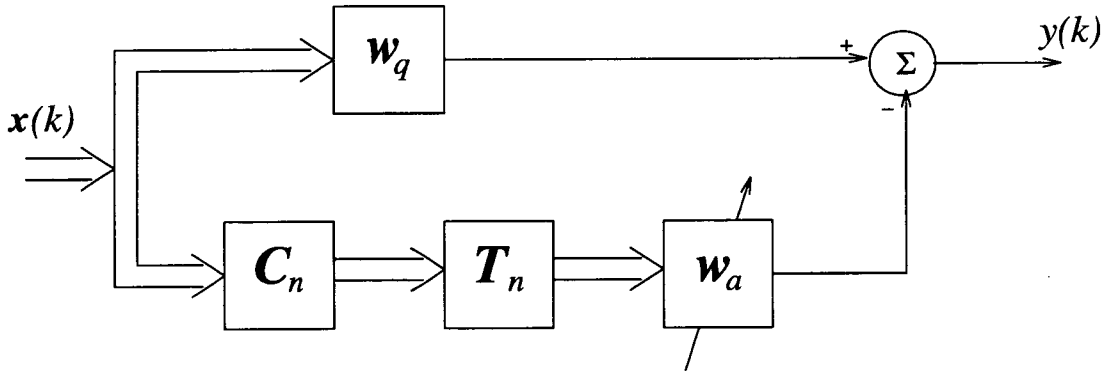 w_q
+
Σ
y(k)
x(k)
−
C_n
T_n
w_a